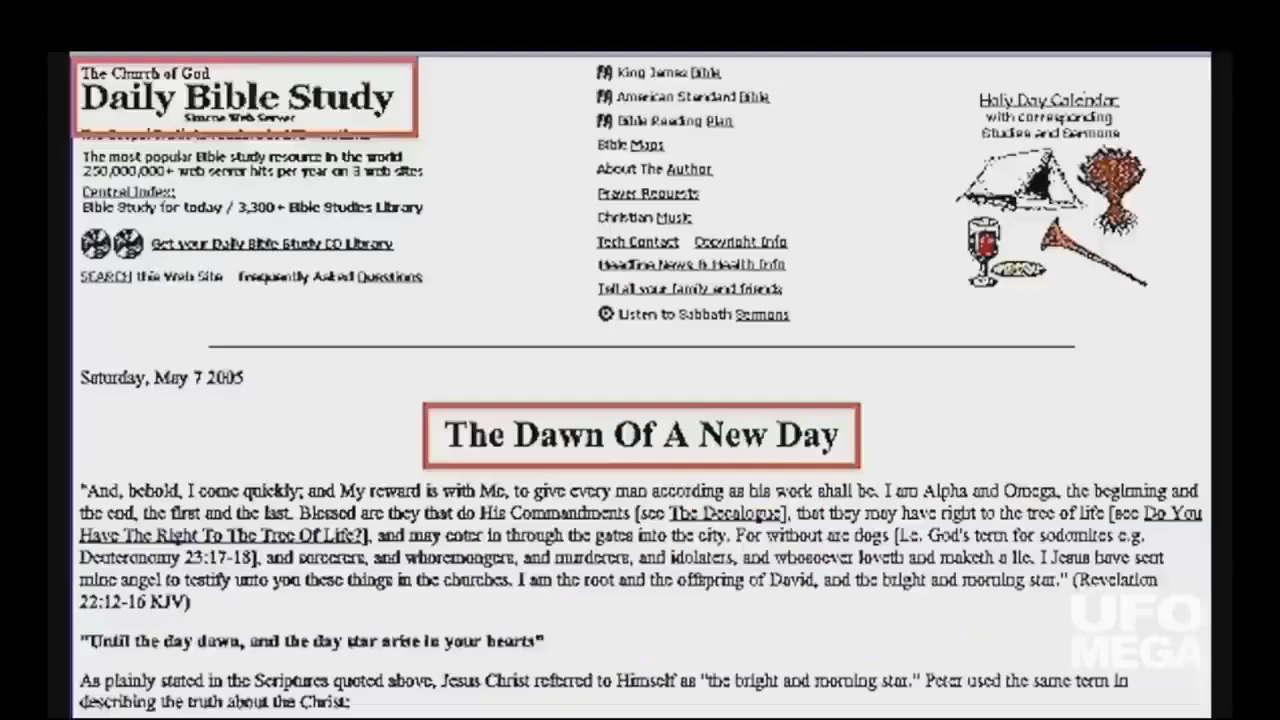 The Church of God
Daily Bible Study
Simcoe Web Server
The most popular Bible study resource in the world
250,000,000+ web server hits per year on 3 web sites
Central Index:
Bible Study for today / 3,300+ Bible Studies Library
Get your Daily Bible Study CD Library
SEARCH this Web Site Frequently Asked Questions
King James Bible
American Standard Bible
Bible Reading Plan
Bible Maps
About The Author
Prayer Requests
Christian Music
Tech Contact Copyright Info
Headline News & Health Info
Tell all your family and friends
Listen to Sabbath Sermons
Holy Day Calendar
with corresponding
Studies and Sermons
Saturday, May 7 2005
The Dawn Of A New Day
"And, behold, I come quickly; and My reward is with Me, to give every man according as his work shall be. I am Alpha and Omega, the beginning and
the end, the first and the last. Blessed are they that do His Commandments [see The Decalogue], that they may have right to the tree of life [see Do You
Have The Right To The Tree Of Life?], and may enter in through the gates into the city. For without are dogs [i.e. God's term for sodomites e.g.
Deuteronomy 23:17-18], and sorcerers, and whoremongers, and murderers, and idolaters, and whosoever loveth and maketh a lie. I Jesus have sent
mine angel to testify unto you these things in the churches. I am the root and the offspring of David, and the bright and morning star." (Revelation
22:12-16 KJV)
"Until the day dawn, and the day star arise in your hearts"
As plainly stated in the Scriptures quoted above, Jesus Christ referred to Himself as "the bright and morning star." Peter used the same term in
describing the truth about the Christ:
UFO
MEGA